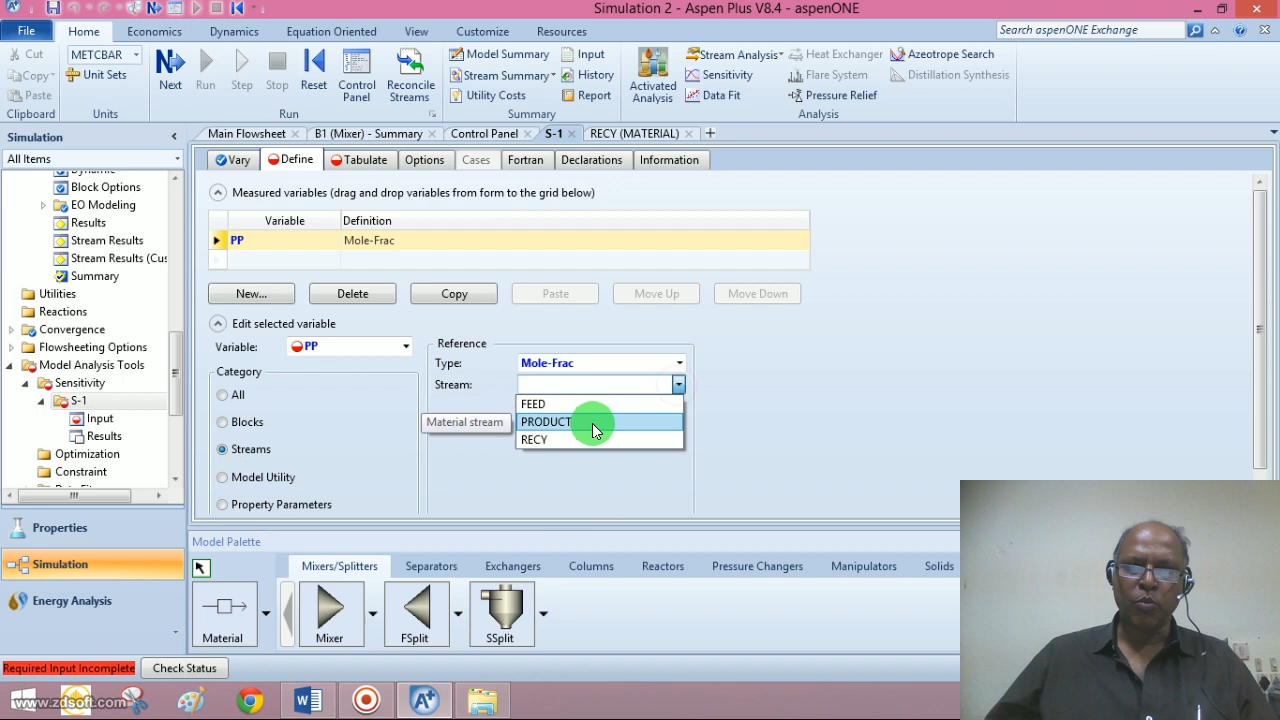 Simulation 2 - Aspen Plus V8.4 - aspenONE
File Home Economics Dynamics Equation Oriented View Customize Resources Search aspenONE Exchange
Cut METCBAR Model Summary Input Stream Analysis Heat Exchanger Azeotrope Search
Copy Unit Sets Next Run Step Stop Reset Control Panel Reconcile Streams Stream Summary History Activated Analysis Sensitivity Flare System Distillation Synthesis
Paste Utility Costs Report Data Fit Pressure Relief
Clipboard Units Run Summary Analysis
Simulation Main Flowsheet B1 (Mixer) - Summary Control Panel S-1 RECY (MATERIAL)
All Items Vary Define Tabulate Options Cases Fortran Declarations Information
Block Options
EO Modeling
Results
Stream Results
Stream Results (Cus
Summary
Utilities
Reactions
Convergence
Flowsheeting Options
Model Analysis Tools
Sensitivity
S-1
Input
Results
Optimization
Constraint
Properties
Simulation
Energy Analysis
Measured variables (drag and drop variables from form to the grid below)
Variable Definition
PP Mole-Frac
New... Delete Copy Paste Move Up Move Down
Edit selected variable
Variable: PP
Category
All
Blocks
Streams
Model Utility
Property Parameters
Reference
Type: Mole-Frac
Stream:
FEED
Material stream PRODUCT
RECY
Model Palette
Mixers/Splitters Separators Exchangers Columns Reactors Pressure Changers Manipulators Solids
Material Mixer FSplit SSplit
Required Input Incomplete Check Status
www.zdsoft.com